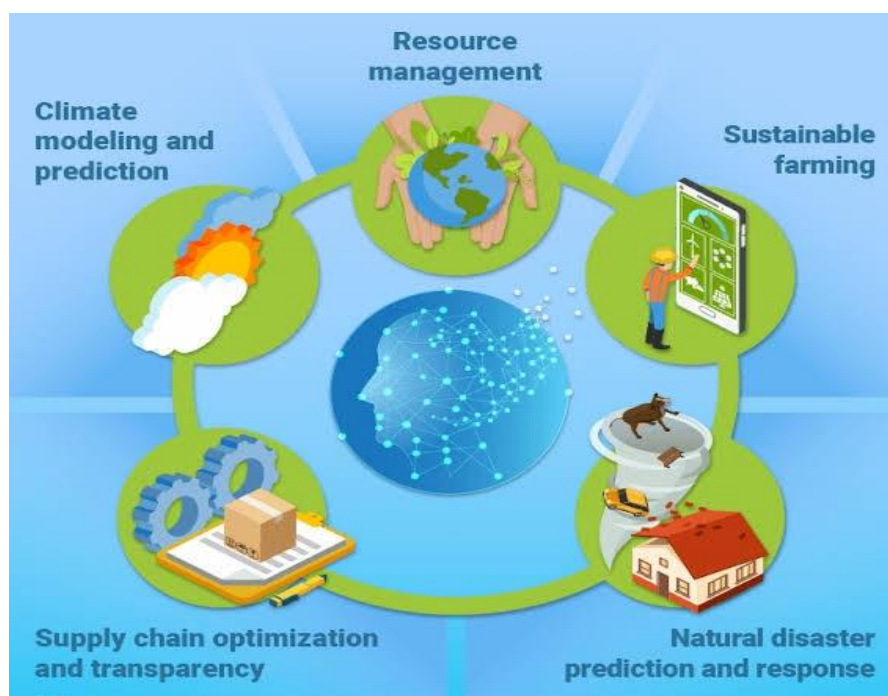 Resource
management
Climate
modeling and
prediction
Sustainable
farming
Supply chain optimization
and transparency
Natural disaster
prediction and response